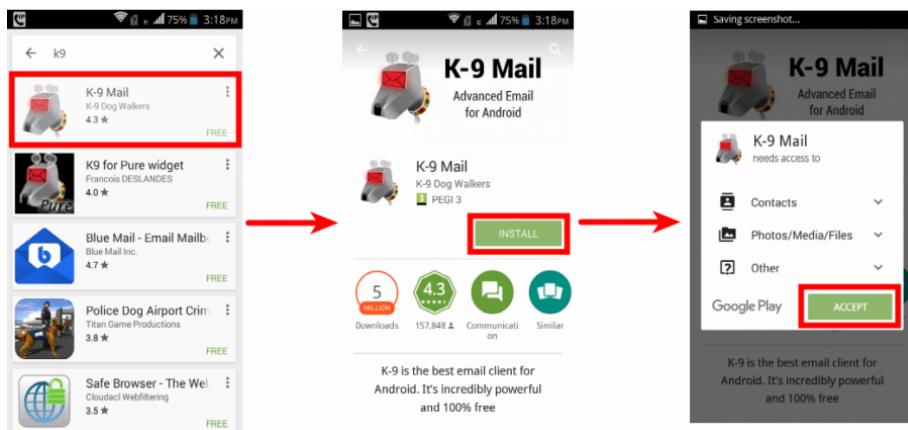 75% 3:18PM
k9
K-9 Mail
K-9 Dog Walkers
4.3 ★
FREE
K9 for Pure widget
Francois DESLANDES
4.0 ★
FREE
Pure
Blue Mail - Email Mailb
Blue Mail Inc.
4.7 ★
FREE
Police Dog Airport Crim
Titan Game Productions
3.8 ★
FREE
Safe Browser - The Wel
Cloudacl Webfiltering
3.5 ★
FREE
75% 3:18PM
K-9 Mail
Advanced Email
for Android
K-9 Mail
K-9 Dog Walkers
3 PEGI 3
INSTALL
5
MILLION
Downloads
4.3
157,848
Communicati
on
Similar
K-9 is the best email client for
Android. It's incredibly powerful
and 100% free
Saving screenshot...
K-9 Mail
Advanced Email
for Android
K-9 Mail
needs access to
Contacts
Photos/Media/Files
Other
Google Play
ACCEPT
K-9 is the best email client for
Android. It's incredibly powerful
and 100% free